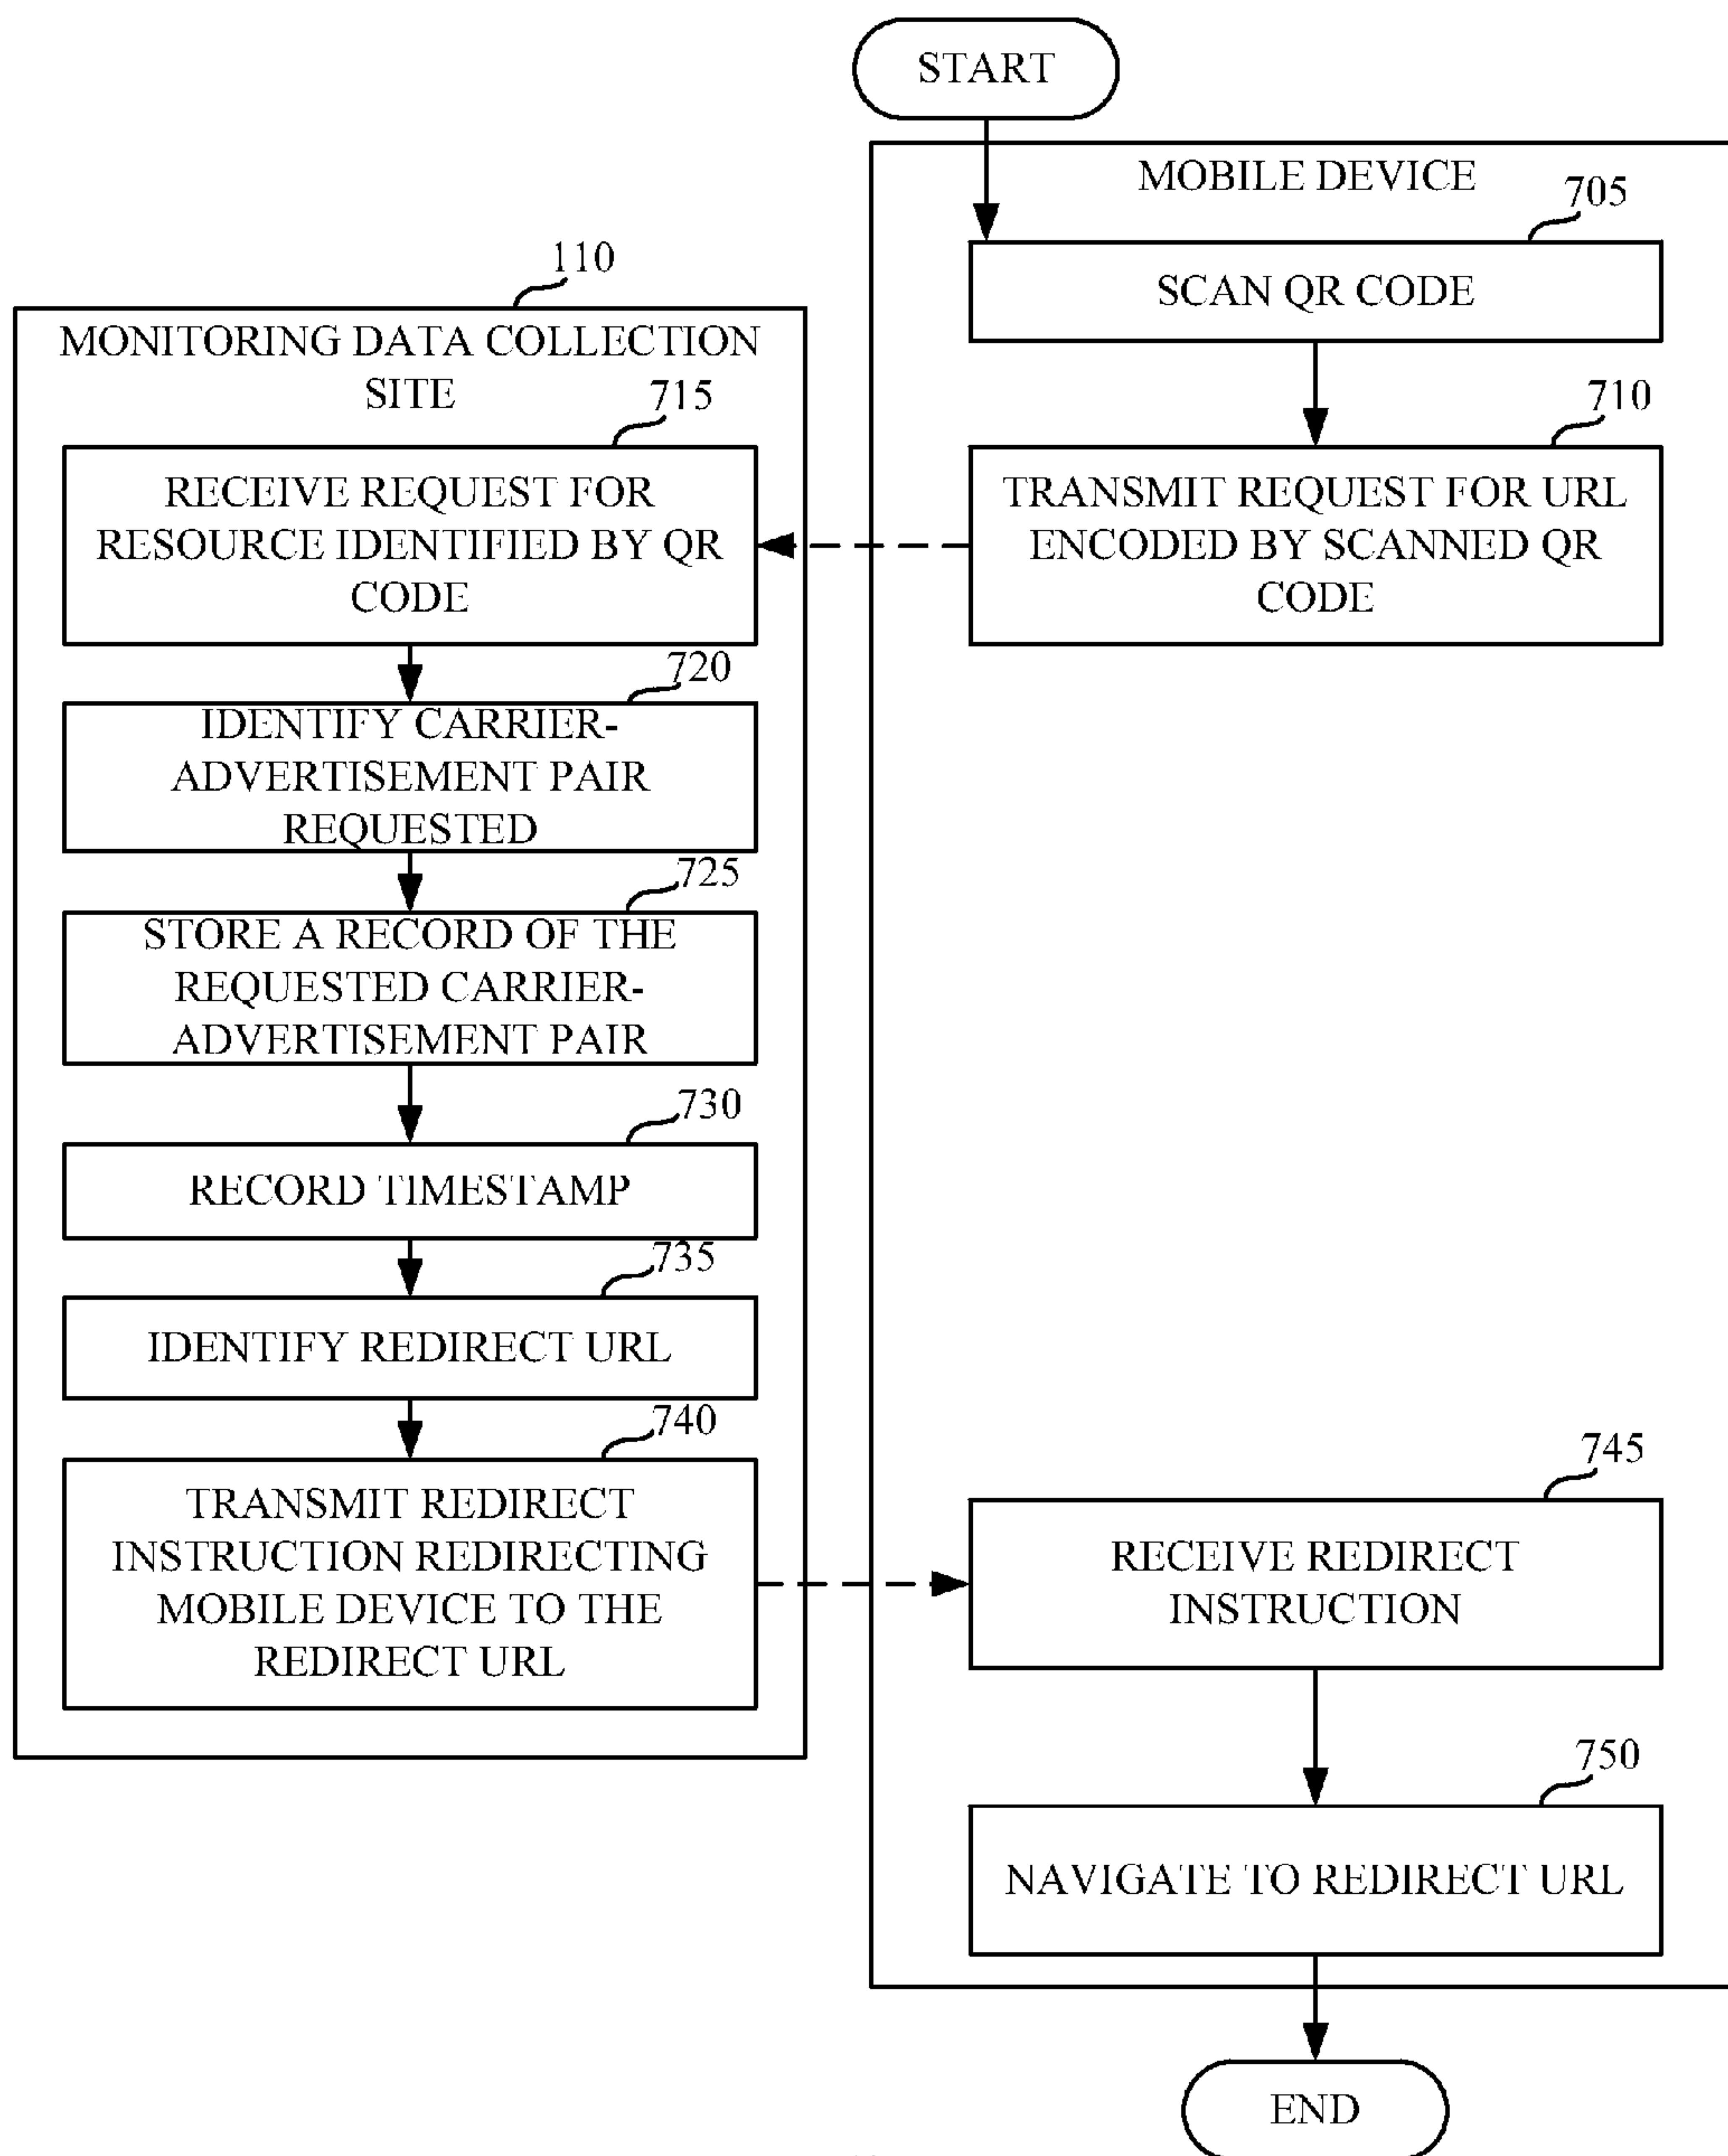 START
MOBILE DEVICE
705
SCAN QR CODE
710
TRANSMIT REQUEST FOR URL
ENCODED BY SCANNED QR
CODE
110
MONITORING DATA COLLECTION
SITE
715
RECEIVE REQUEST FOR
RESOURCE IDENTIFIED BY QR
CODE
720
IDENTIFY CARRIER-
ADVERTISEMENT PAIR
REQUESTED
725
STORE A RECORD OF THE
REQUESTED CARRIER-
ADVERTISEMENT PAIR
730
RECORD TIMESTAMP
735
IDENTIFY REDIRECT URL
740
TRANSMIT REDIRECT
INSTRUCTION REDIRECTING
MOBILE DEVICE TO THE
REDIRECT URL
745
RECEIVE REDIRECT
INSTRUCTION
750
NAVIGATE TO REDIRECT URL
END